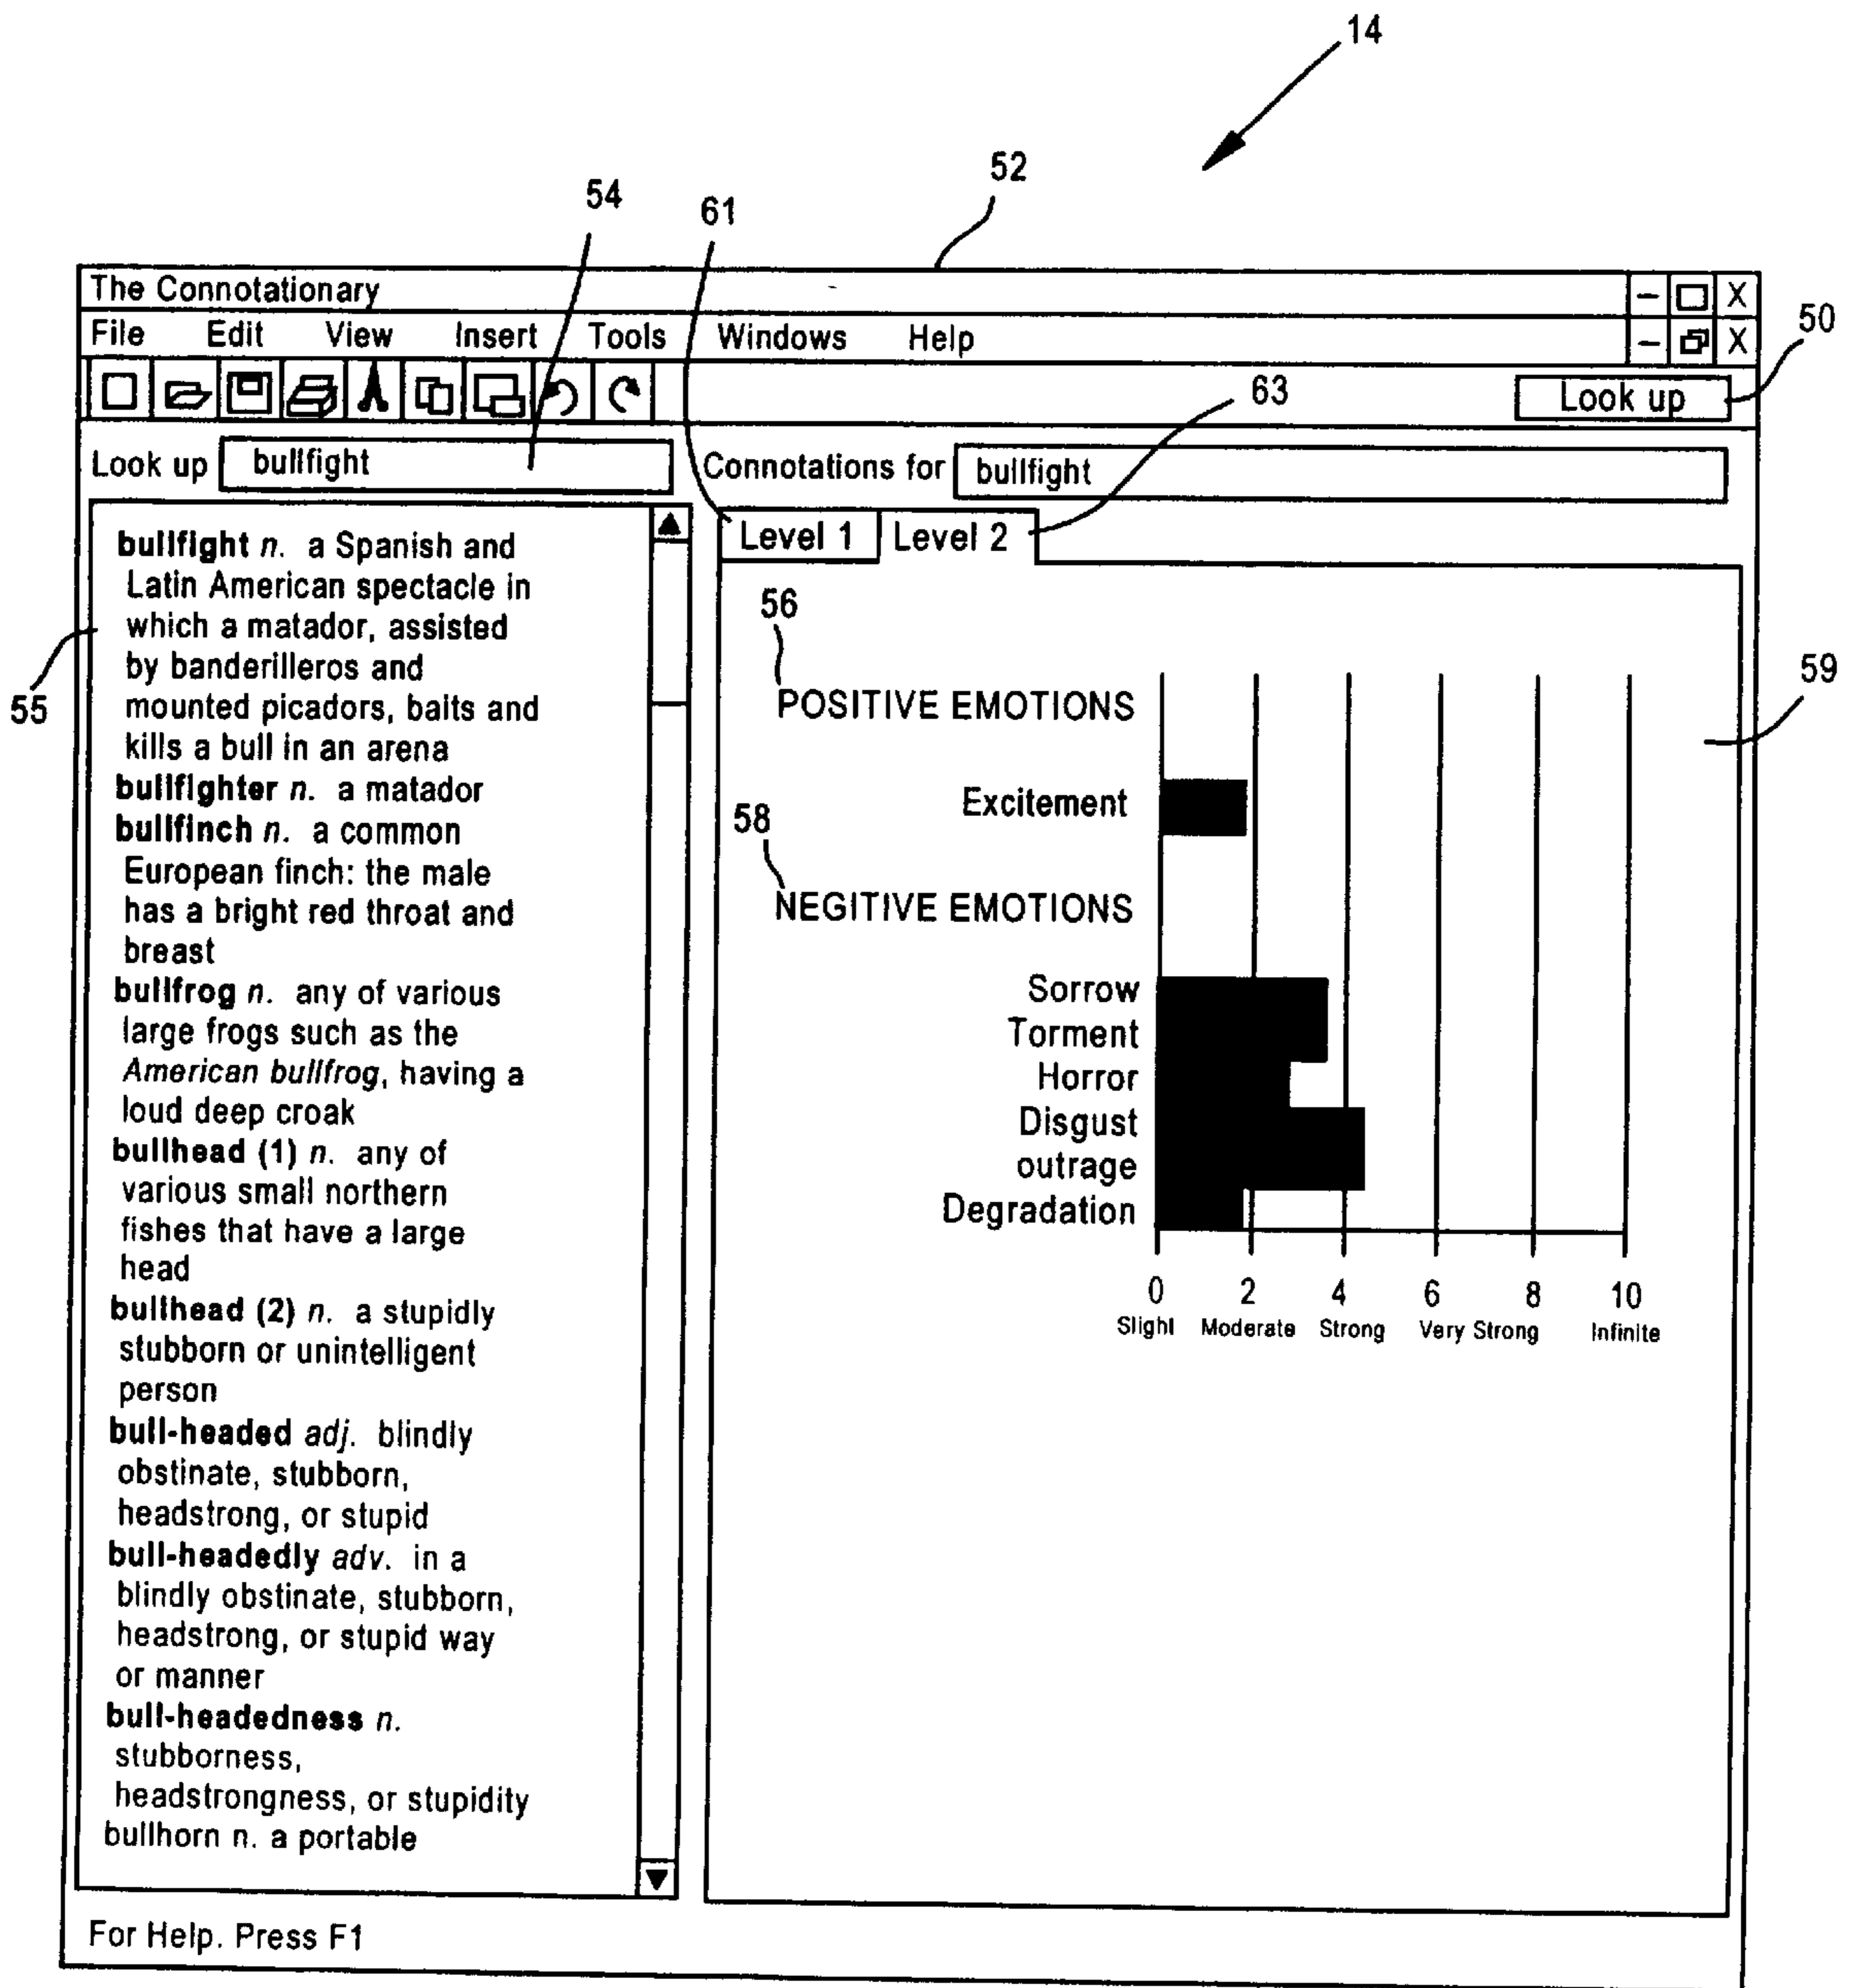 14
52
54
61
The Connotationary
File Edit View Insert Tools Windows Help
50
63
Look up
Look up bullfight
Connotations for bullfight
Level 1 Level 2
55
bullfight n. a Spanish and
Latin American spectacle in
which a matador, assisted
by banderilleros and
mounted picadors, baits and
kills a bull in an arena
bullfighter n. a matador
bullfinch n. a common
European finch: the male
has a bright red throat and
breast
bullfrog n. any of various
large frogs such as the
American bullfrog, having a
loud deep croak
bullhead (1) n. any of
various small northern
fishes that have a large
head
bullhead (2) n. a stupidly
stubborn or unintelligent
person
bull-headed adj. blindly
obstinate, stubborn,
headstrong, or stupid
bull-headedly adv. in a
blindly obstinate, stubborn,
headstrong, or stupid way
or manner
bull-headedness n.
stubborness,
headstrongness, or stupidity
bullhorn n. a portable
56
POSITIVE EMOTIONS
59
Excitement
58
NEGITIVE EMOTIONS
Sorrow
Torment
Horror
Disgust
outrage
Degradation
0 2 4 6 8 10
Slight Moderate Strong Very Strong Infinite
For Help. Press F1